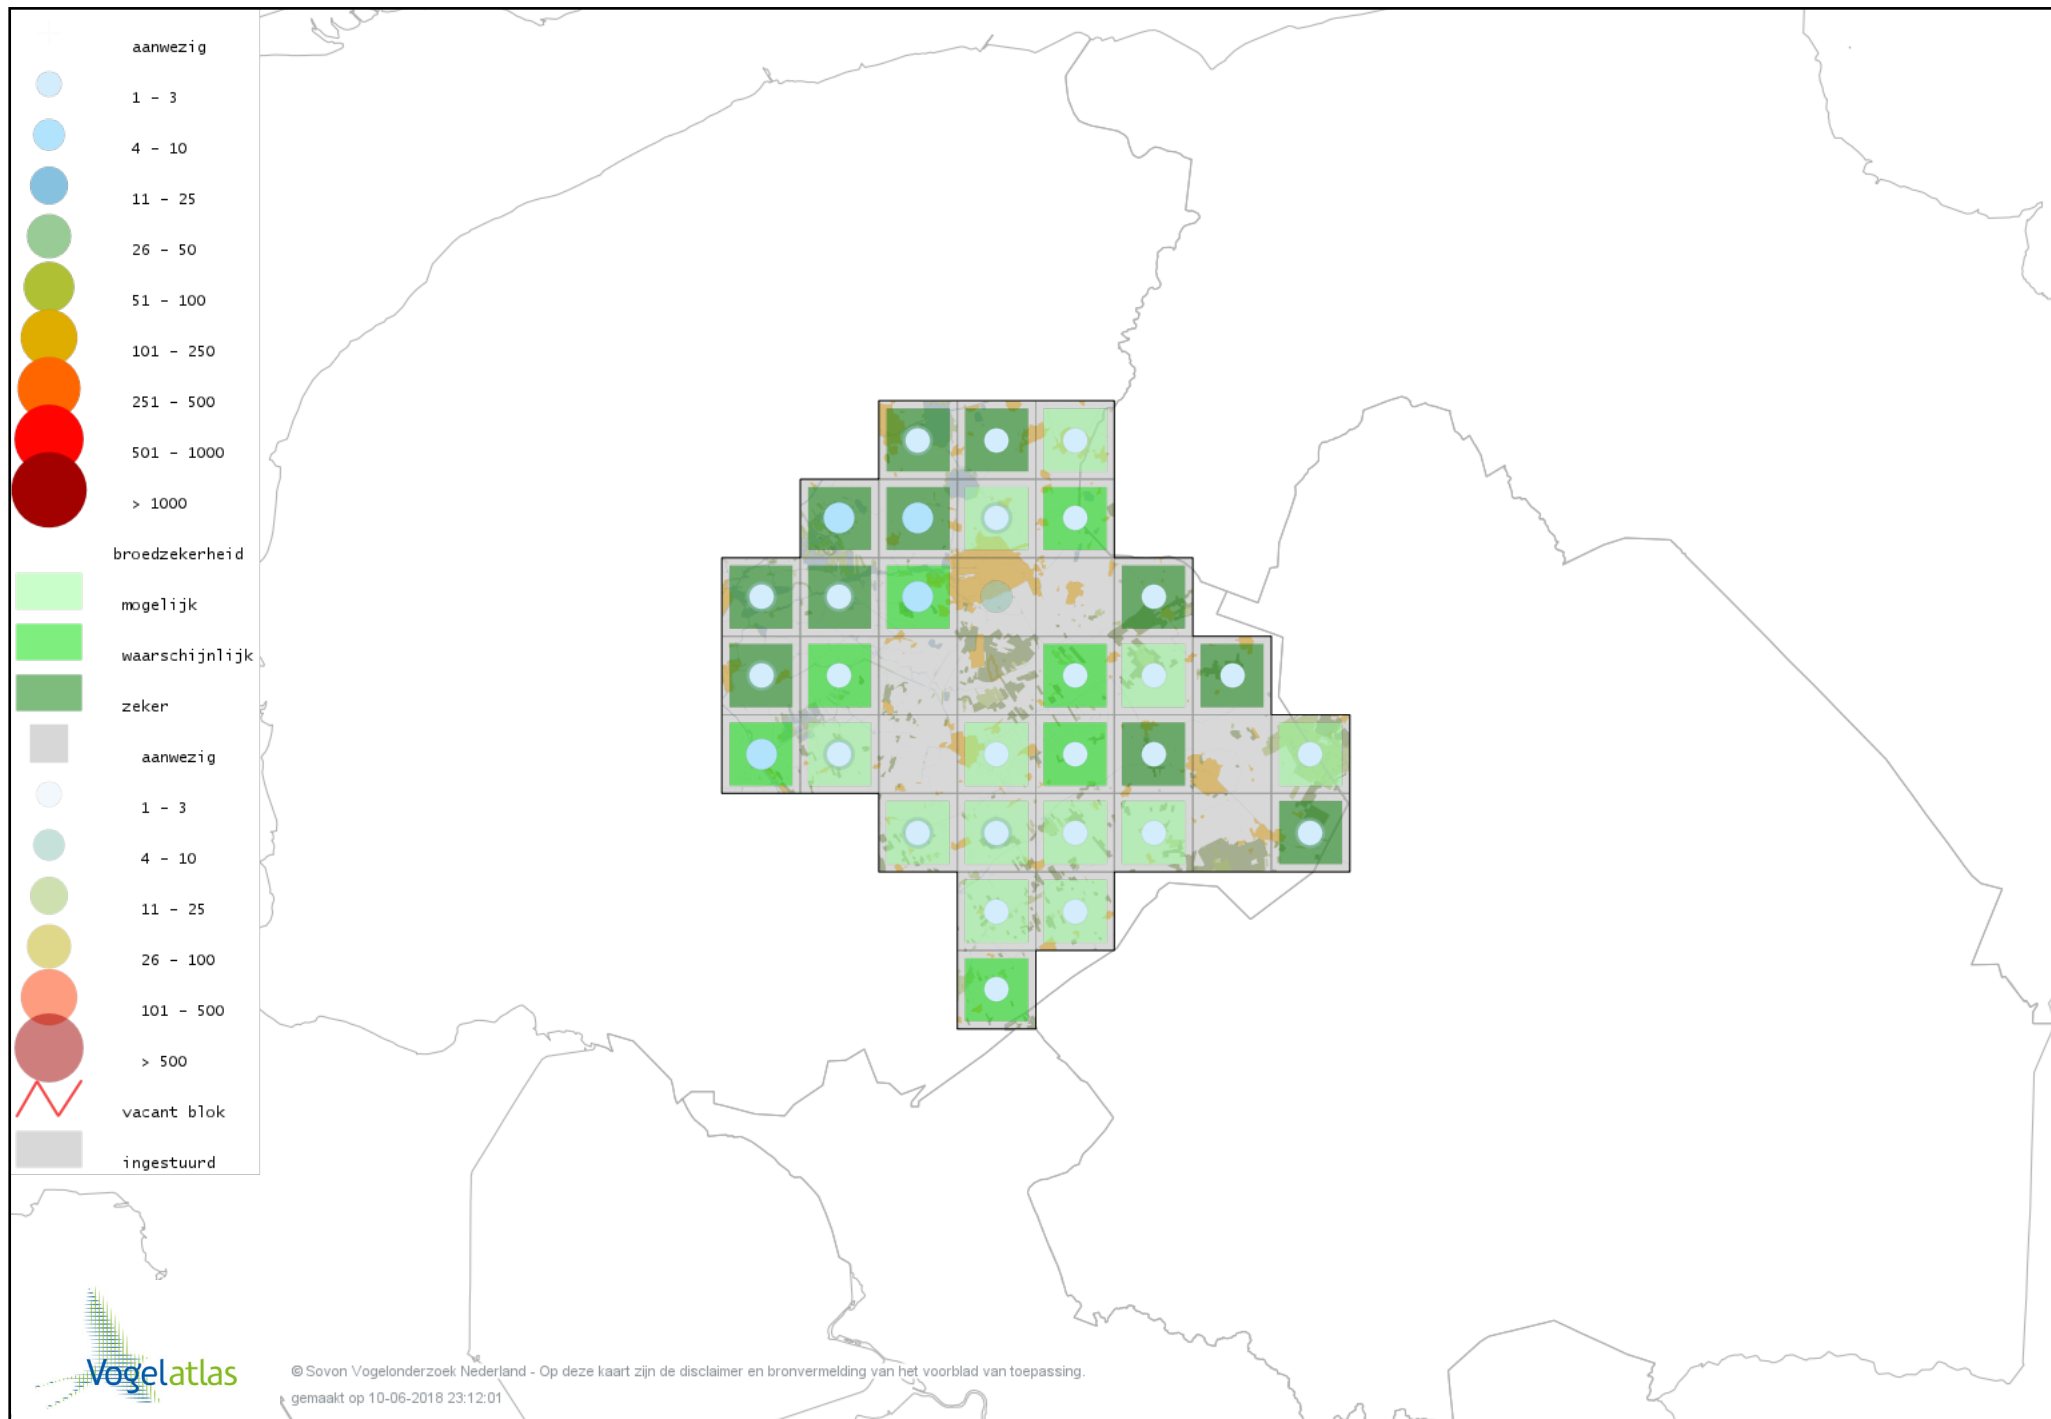 aanwezig
1 - 3
4 - 10
11 - 25
26 - 50
51 - 100
101 - 250
251 - 500
501 - 1000
> 1000
broedzekerheid
mogelijk
waarschijnlijk
zeker
aanwezig
1 - 3
4 - 10
11 - 25
26 - 100
101 - 500
> 500
vacant blok
ingestuurd
Vogelatlas
© Sovon Vogelonderzoek Nederland - Op deze kaart zijn de disclaimer en bronvermelding van het voorblad van toepassing.
gemaakt op 10-06-2018 23:12:01